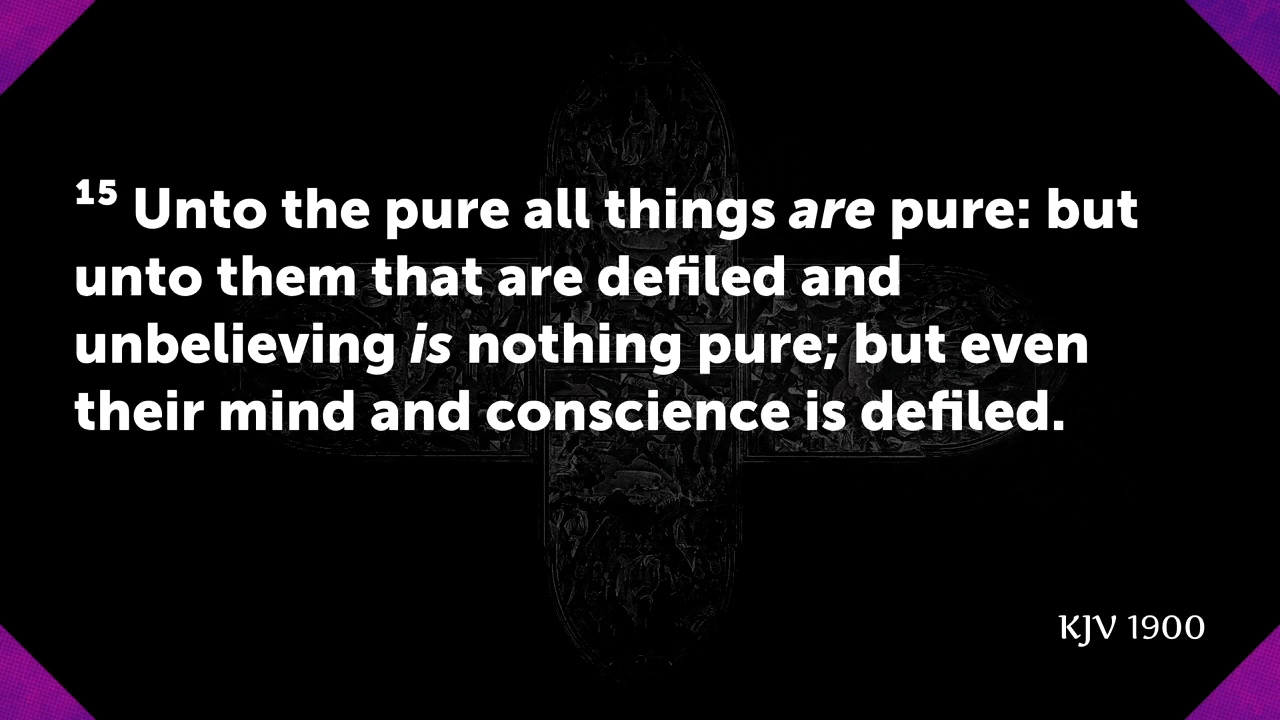 15 Unto the pure all things are pure: but
unto them that are defiled and
unbelieving is nothing pure; but even
their mind and conscience is defiled.
KJV 1900